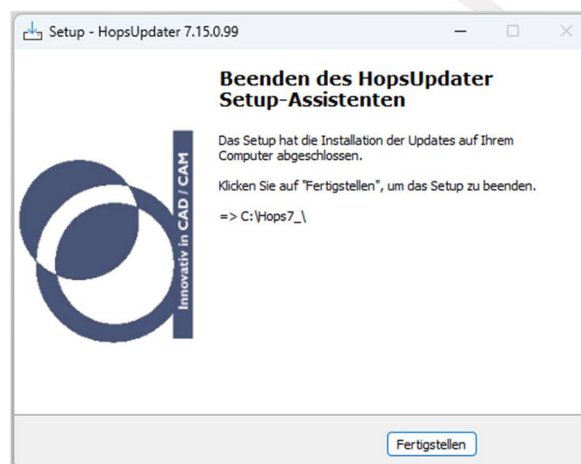 Setup - HopsUpdater 7.15.0.99
Beenden des HopsUpdater
Setup-Assistenten
Das Setup hat die Installation der Updates auf Ihrem
Computer abgeschlossen.
Klicken Sie auf "Fertigstellen", um das Setup zu beenden.
=> C:\Hops7_\
Innovativ in CAD / CAM
Fertigstellen